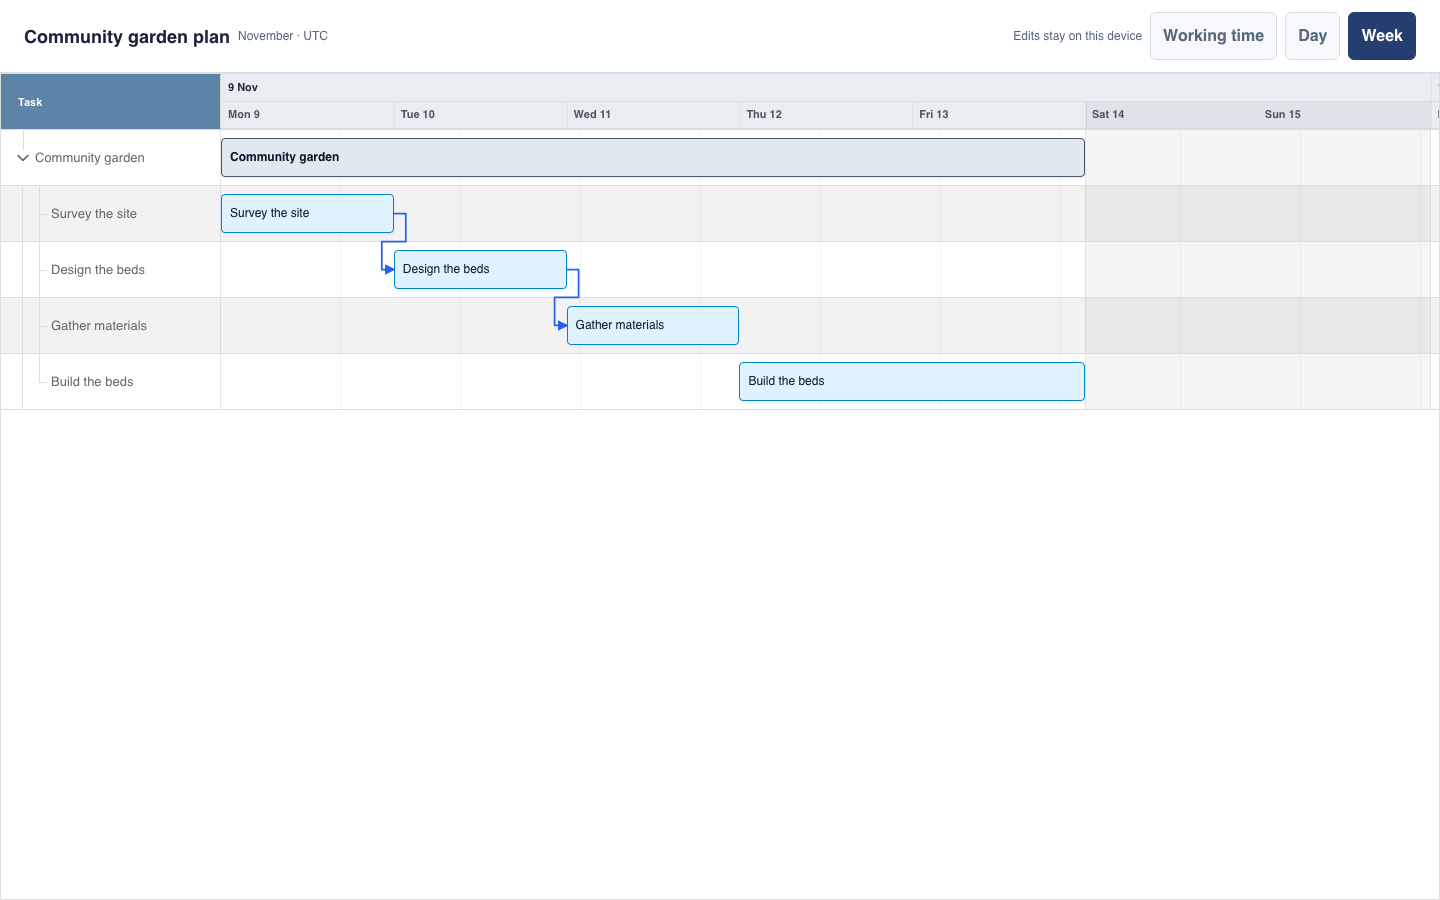 Community garden plan November · UTC
Edits stay on this device
Working time
Day
Week
Task
9 Nov
Mon 9
Tue 10
Wed 11
Thu 12
Fri 13
Sat 14
Sun 15
Community garden
Community garden
Survey the site
Survey the site
Design the beds
Design the beds
Gather materials
Gather materials
Build the beds
Build the beds